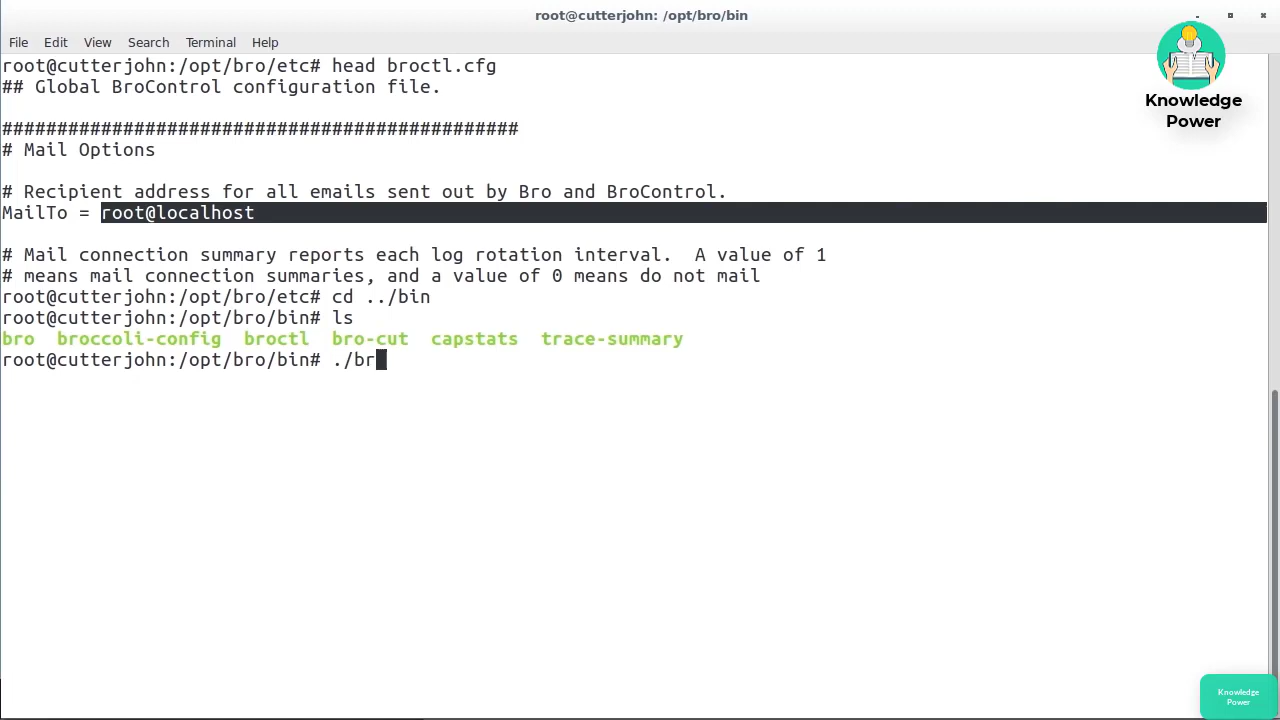 root@cutterjohn: /opt/bro/bin
File Edit View Search Terminal Help
root@cutterjohn:/opt/bro/etc# head broctl.cfg
## Global BroControl configuration file.
###############################################
# Mail Options
# Recipient address for all emails sent out by Bro and BroControl.
MailTo = root@localhost
# Mail connection summary reports each log rotation interval.  A value of 1
# means mail connection summaries, and a value of 0 means do not mail
root@cutterjohn:/opt/bro/etc# cd ../bin
root@cutterjohn:/opt/bro/bin# ls
bro  broccoli-config  broctl  bro-cut  capstats  trace-summary
root@cutterjohn:/opt/bro/bin# ./br
Knowledge
Power
Knowledge
Power